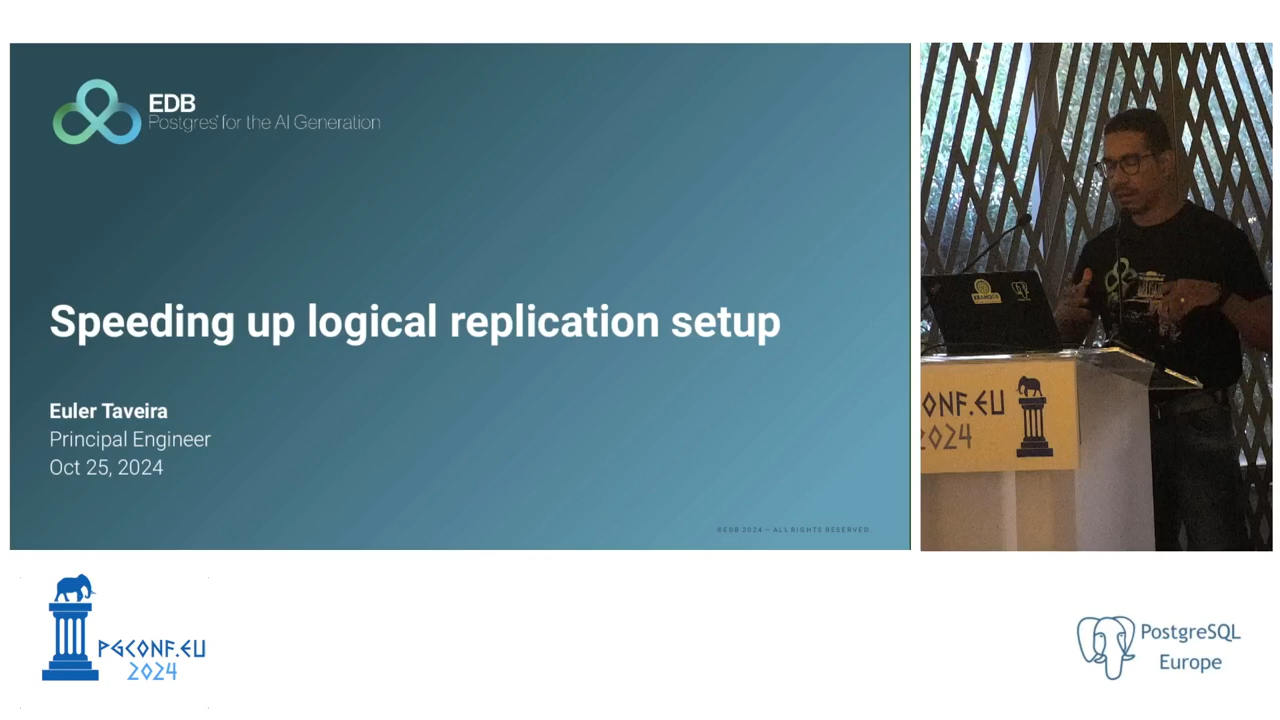 EDB
Postgres® for the AI Generation
Speeding up logical replication setup
Euler Taveira
Principal Engineer
Oct 25, 2024
©EDB 2024 — ALL RIGHTS RESERVED.
ONF.EU
2024
PGCONF.EU
2024
PostgreSQL
Europe